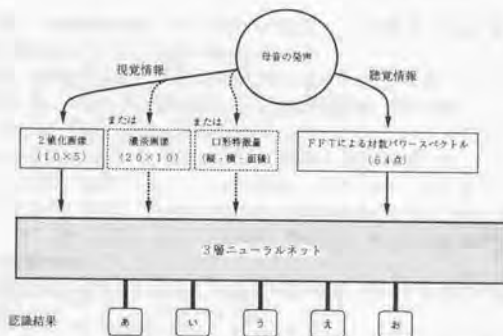 母音の発声
視覚情報
聴覚情報
または
または
2値化画像
(10×5)
濃淡画像
(20×10)
口形特徴量
(縦・横・面積)
FFTによる対数パワースペクトル
(64点)
3層ニューラルネット
認識結果
あ
い
う
え
お